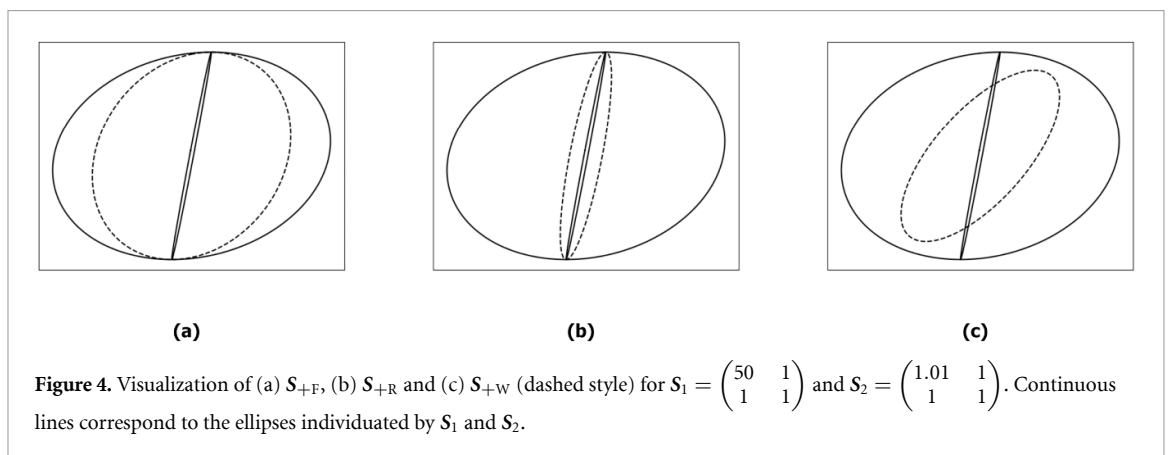 (a) (b) (c)
Figure 4. Visualization of (a) S+F, (b) S+R and (c) S+W (dashed style) for S1 = (50 1
1 1) and S2 = (1.01 1
1 1). Continuous
lines correspond to the ellipses individuated by S1 and S2.